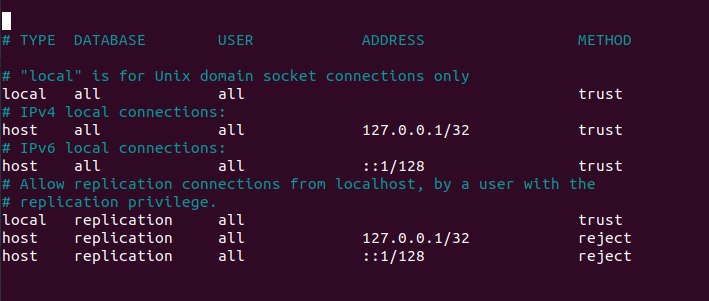 # TYPE  DATABASE        USER            ADDRESS                 METHOD
# "local" is for Unix domain socket connections only
local   all             all                                     trust
# IPv4 local connections:
host    all             all             127.0.0.1/32            trust
# IPv6 local connections:
host    all             all             ::1/128                 trust
# Allow replication connections from localhost, by a user with the
# replication privilege.
local   replication     all                                     trust
host    replication     all             127.0.0.1/32            reject
host    replication     all             ::1/128                 reject